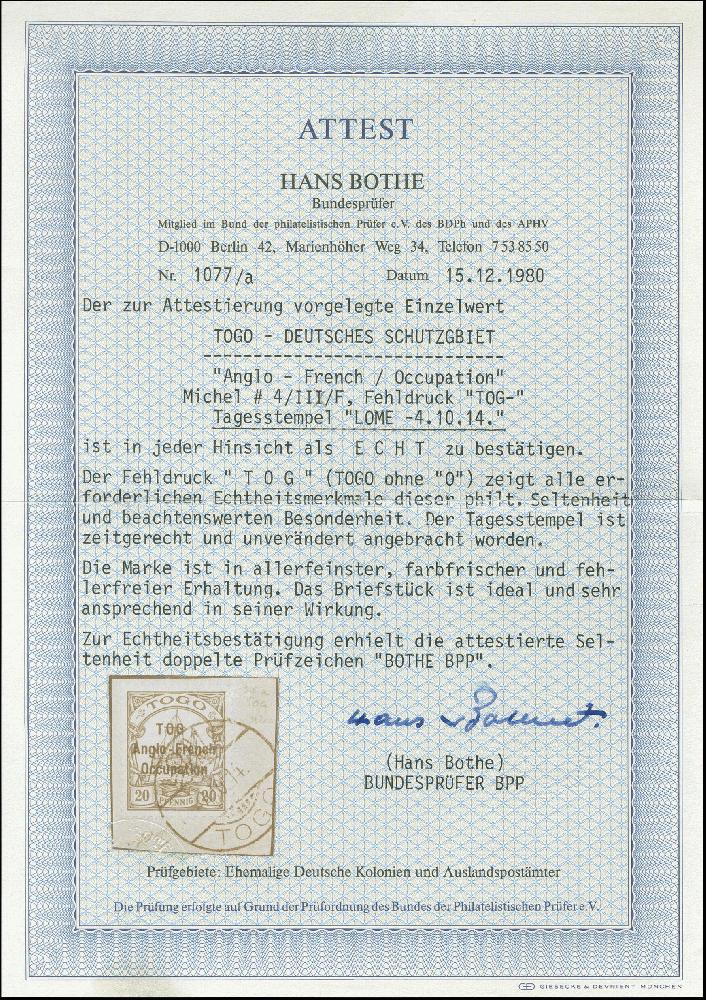 ATTEST
HANS BOTHE
Bundesprüfer
Mitglied im Bund der philatelistischen Prüfer e.V. des BDPh und des APHV
D-1000 Berlin 42, Marienhöher Weg 34, Telefon 7538550
Nr. 1077/a Datum 15.12.1980
Der zur Attestierung vorgelegte Einzelwert
TOGO - DEUTSCHES SCHUTZGBIET
------------------------------
"Anglo - French / Occupation"
Michel # 4/III/F, Fehldruck "TOG-"
Tagesstempel "LOME -4.10.14."
ist in jeder Hinsicht als E C H T zu bestätigen.
Der Fehldruck " T O G " (TOGO ohne "O") zeigt alle er-
forderlichen Echtheitsmerkmale dieser philt. Seltenheit
und beachtenswerten Besonderheit. Der Tagesstempel ist
zeitgerecht und unverändert angebracht worden.
Die Marke ist in allerfeinster, farbfrischer und feh-
lerfreier Erhaltung. Das Briefstück ist ideal und sehr
ansprechend in seiner Wirkung.
Zur Echtheitsbestätigung erhielt die attestierte Sel-
tenheit doppelte Prüfzeichen "BOTHE BPP".
TOGO
TOG
Anglo-French
Occupation
20 PFENNIG 20
TOGO
(Hans Bothe)
BUNDESPRÜFER BPP
Prüfgebiete: Ehemalige Deutsche Kolonien und Auslandspostämter
Die Prüfung erfolgte auf Grund der Prüfordnung des Bundes der Philatelistischen Prüfer e.V.
GIESECKE & DEVRIENT MÜNCHEN